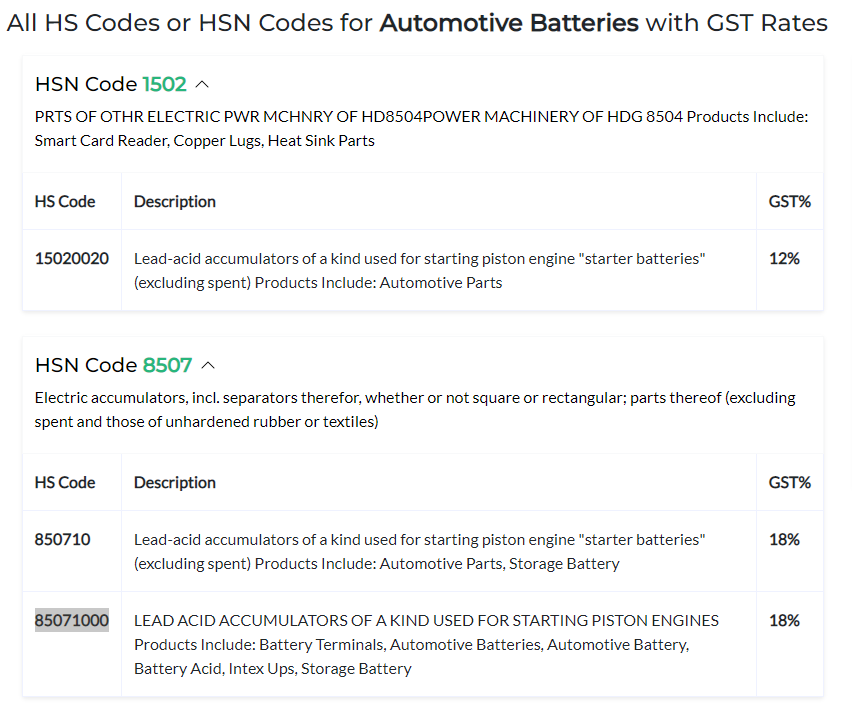 All HS Codes or HSN Codes for Automotive Batteries with GST Rates
HSN Code 1502
PRTS OF OTHR ELECTRIC PWR MCHNRY OF HD8504POWER MACHINERY OF HDG 8504 Products Include:
Smart Card Reader, Copper Lugs, Heat Sink Parts
HS Code Description GST%
15020020 Lead-acid accumulators of a kind used for starting piston engine "starter batteries" 12%
(excluding spent) Products Include: Automotive Parts
HSN Code 8507
Electric accumulators, incl. separators therefor, whether or not square or rectangular; parts thereof (excluding
spent and those of unhardened rubber or textiles)
HS Code Description GST%
850710 Lead-acid accumulators of a kind used for starting piston engine "starter batteries" 18%
(excluding spent) Products Include: Automotive Parts, Storage Battery
85071000 LEAD ACID ACCUMULATORS OF A KIND USED FOR STARTING PISTON ENGINES 18%
Products Include: Battery Terminals, Automotive Batteries, Automotive Battery,
Battery Acid, Intex Ups, Storage Battery